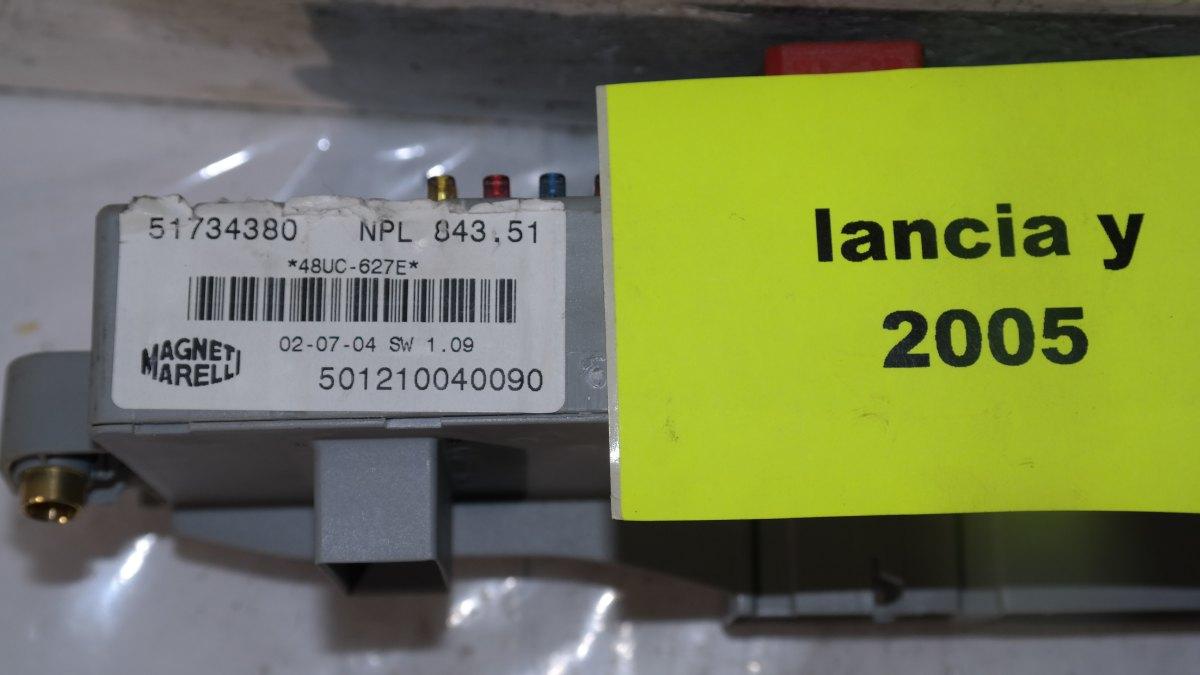 51734380 NPL 843.51
*48UC-627E*
02-07-04 SW 1.09
MAGNETI
MARELLI
501210040090
lancia y
2005